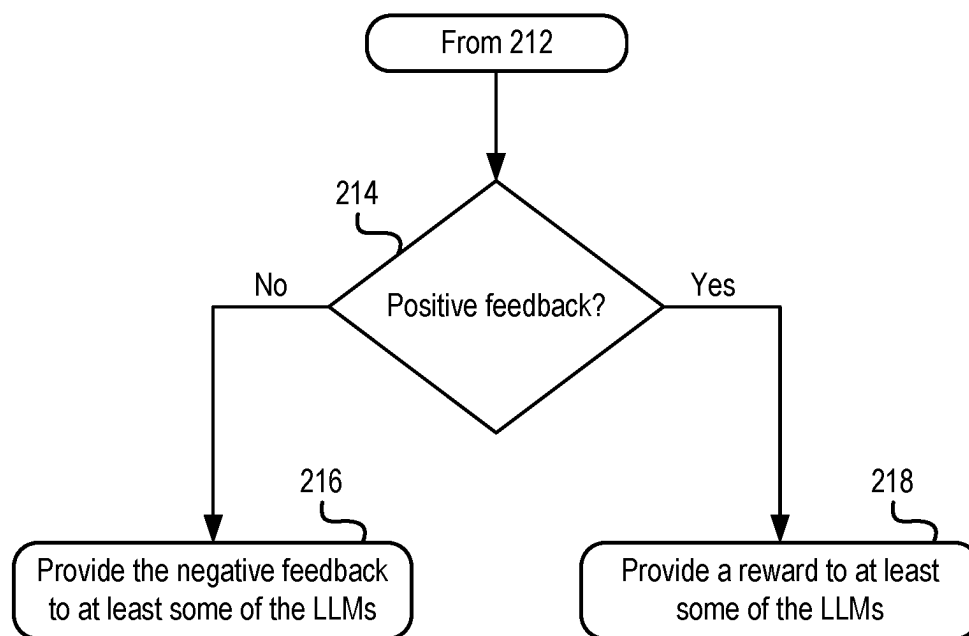 From 212
214
No
Yes
Positive feedback?
216
218
Provide the negative feedback
to at least some of the LLMs
Provide a reward to at least
some of the LLMs